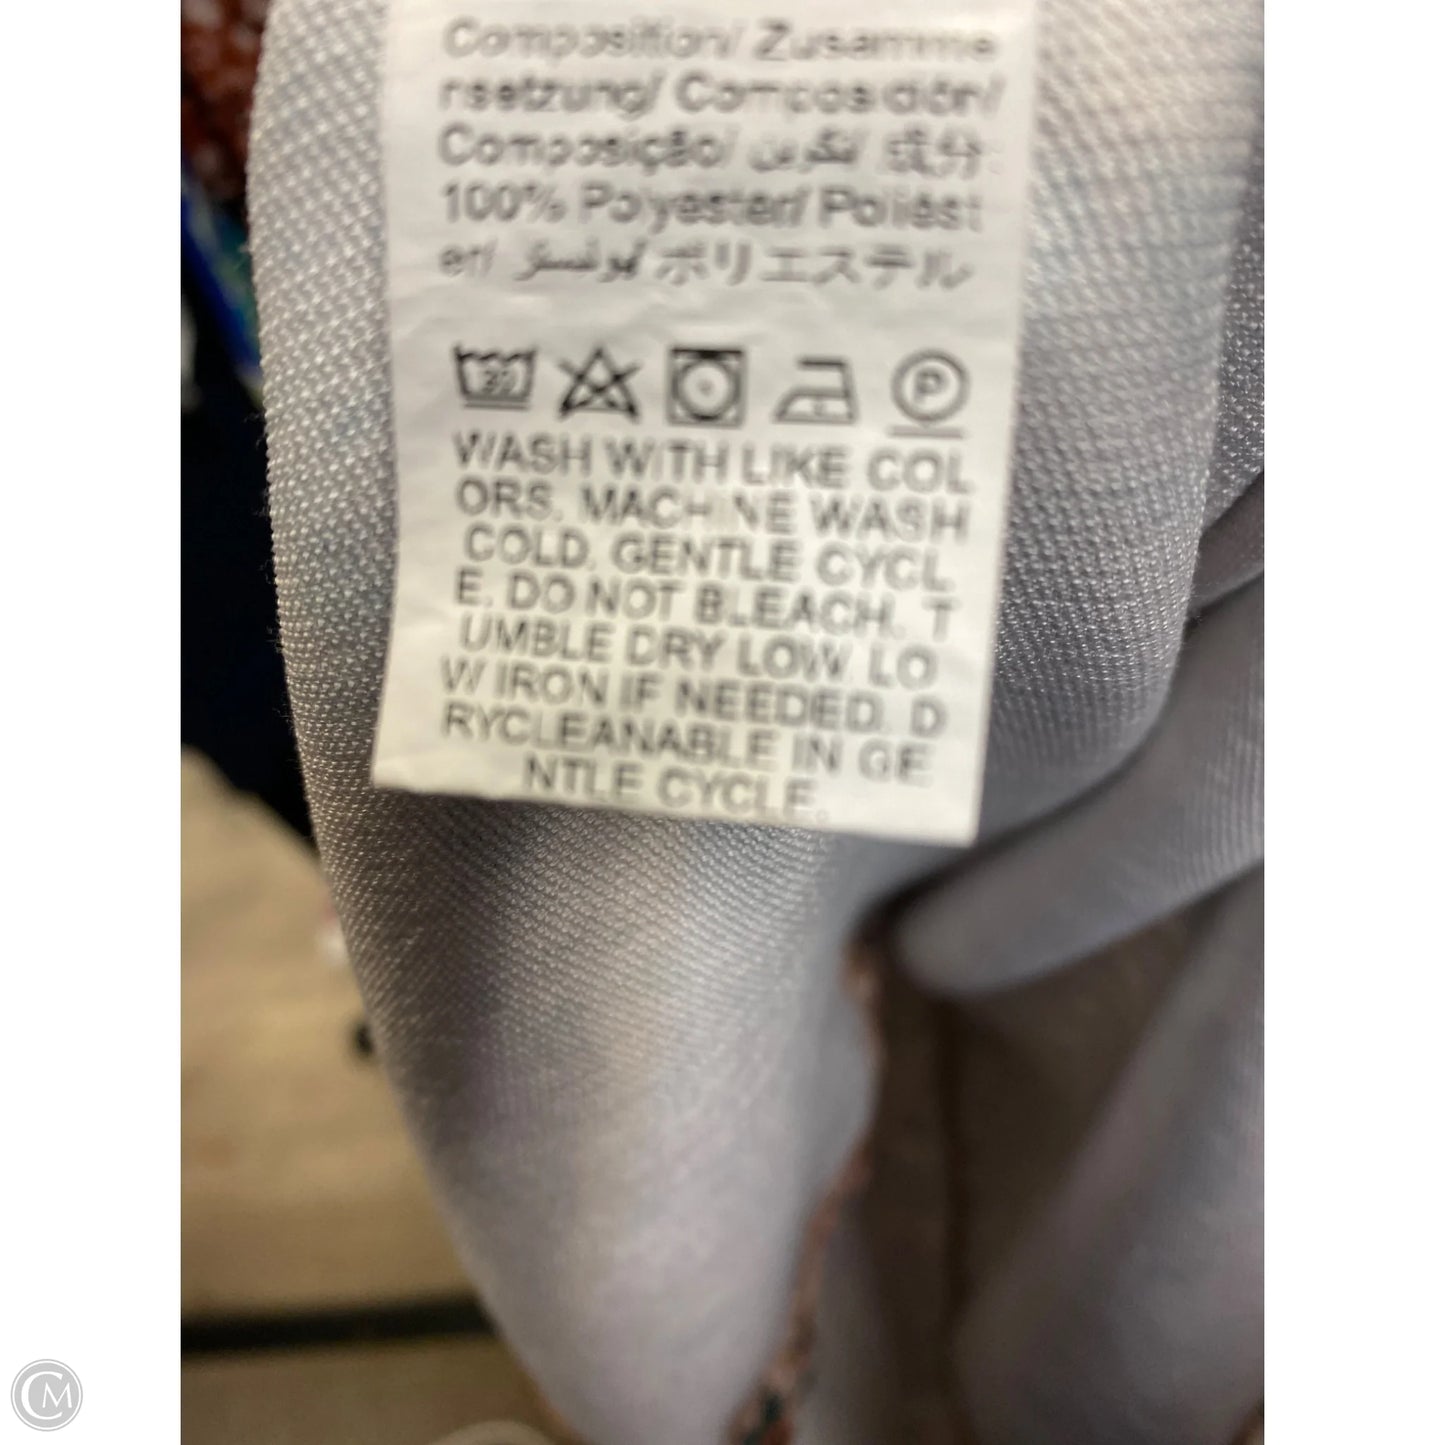 Composition/ Zusamme
nsetzung/ Composición/
Composição/ تكوين/ 成分:
100% Polyester/ Poliést
er/ بوليستر/ ポリエステル
30
P
WASH WITH LIKE COL
ORS. MACHINE WASH
COLD. GENTLE CYCL
E. DO NOT BLEACH. T
UMBLE DRY LOW. LO
W IRON IF NEEDED. D
RYCLEANABLE IN GE
NTLE CYCLE.
CM